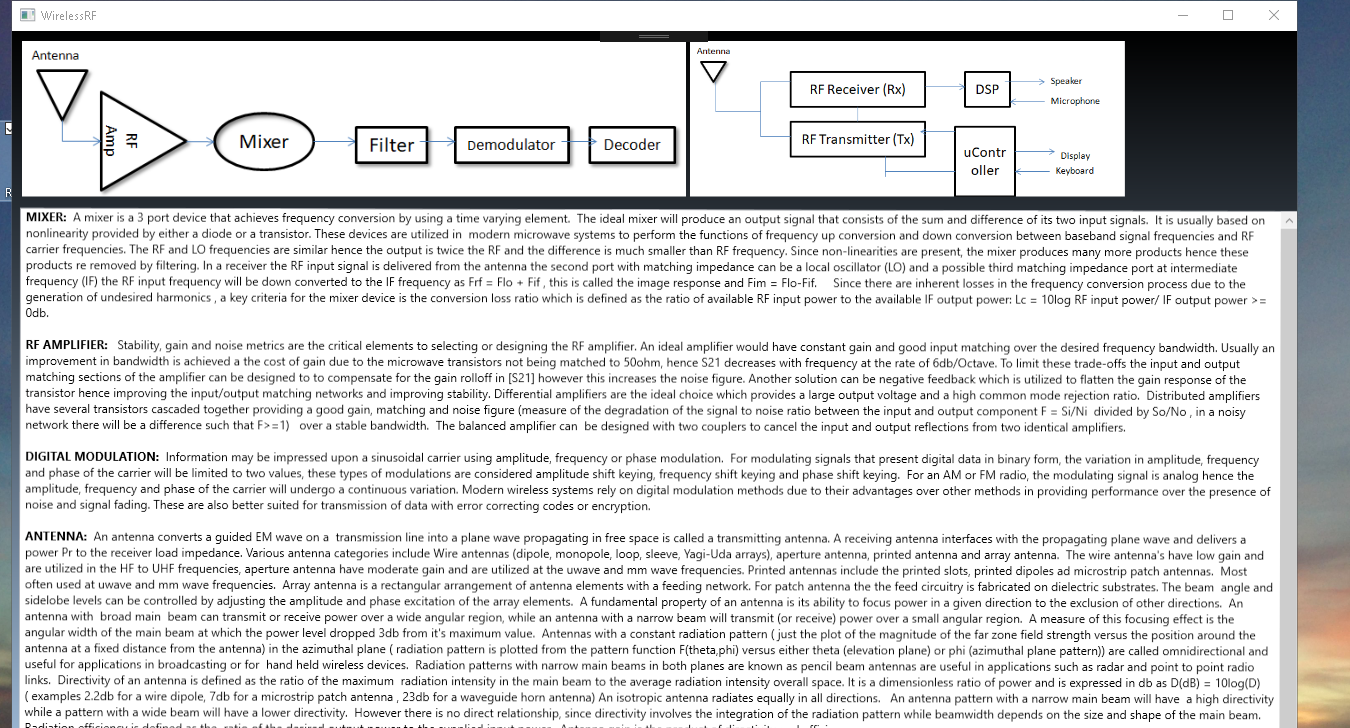 WirelessRF
Antenna
RF
Amp
Mixer
Filter
Demodulator
Decoder
Antenna
RF Receiver (Rx)
DSP
Speaker
Microphone
RF Transmitter (Tx)
uContr
oller
Display
Keyboard
R
MIXER: A mixer is a 3 port device that achieves frequency conversion by using a time varying element. The ideal mixer will produce an output signal that consists of the sum and difference of its two input signals. It is usually based on
nonlinearity provided by either a diode or a transistor. These devices are utilized in modern microwave systems to perform the functions of frequency up conversion and down conversion between baseband signal frequencies and RF
carrier frequencies. The RF and LO frequencies are similar hence the output is twice the RF and the difference is much smaller than RF frequency. Since non-linearities are present, the mixer produces many more products hence these
products re removed by filtering. In a receiver the RF input signal is delivered from the antenna the second port with matching impedance can be a local oscillator (LO) and a possible third matching impedance port at intermediate
frequency (IF) the RF input frequency will be down converted to the IF frequency as Frf = Flo + Fif , this is called the image response and Fim = Flo-Fif. Since there are inherent losses in the frequency conversion process due to the
generation of undesired harmonics , a key criteria for the mixer device is the conversion loss ratio which is defined as the ratio of available RF input power to the available IF output power: Lc = 10log RF input power/ IF output power >=
0db.
RF AMPLIFIER: Stability, gain and noise metrics are the critical elements to selecting or designing the RF amplifier. An ideal amplifier would have constant gain and good input matching over the desired frequency bandwidth. Usually an
improvement in bandwidth is achieved a the cost of gain due to the microwave transistors not being matched to 50ohm, hence S21 decreases with frequency at the rate of 6db/Octave. To limit these trade-offs the input and output
matching sections of the amplifier can be designed to to compensate for the gain rolloff in [S21] however this increases the noise figure. Another solution can be negative feedback which is utilized to flatten the gain response of the
transistor hence improving the input/output matching networks and improving stability. Differential amplifiers are the ideal choice which provides a large output voltage and a high common mode rejection ratio. Distributed amplifiers
have several transistors cascaded together providing a good gain, matching and noise figure (measure of the degradation of the signal to noise ratio between the input and output component F = Si/Ni divided by So/No , in a noisy
network there will be a difference such that F>=1) over a stable bandwidth. The balanced amplifier can be designed with two couplers to cancel the input and output reflections from two identical amplifiers.
DIGITAL MODULATION: Information may be impressed upon a sinusoidal carrier using amplitude, frequency or phase modulation. For modulating signals that present digital data in binary form, the variation in amplitude, frequency
and phase of the carrier will be limited to two values, these types of modulations are considered amplitude shift keying, frequency shift keying and phase shift keying. For an AM or FM radio, the modulating signal is analog hence the
amplitude, frequency and phase of the carrier will undergo a continuous variation. Modern wireless systems rely on digital modulation methods due to their advantages over other methods in providing performance over the presence of
noise and signal fading. These are also better suited for transmission of data with error correcting codes or encryption.
ANTENNA: An antenna converts a guided EM wave on a transmission line into a plane wave propagating in free space is called a transmitting antenna. A receiving antenna interfaces with the propagating plane wave and delivers a
power Pr to the receiver load impedance. Various antenna categories include Wire antennas (dipole, monopole, loop, sleeve, Yagi-Uda arrays), aperture antenna, printed antenna and array antenna. The wire antenna's have low gain and
are utilized in the HF to UHF frequencies, aperture antenna have moderate gain and are utilized at the uwave and mm wave frequencies. Printed antennas include the printed slots, printed dipoles ad microstrip patch antennas. Most
often used at uwave and mm wave frequencies. Array antenna is a rectangular arrangement of antenna elements with a feeding network. For patch antenna the the feed circuitry is fabricated on dielectric substrates. The beam angle and
sidelobe levels can be controlled by adjusting the amplitude and phase excitation of the array elements. A fundamental property of an antenna is its ability to focus power in a given direction to the exclusion of other directions. An
antenna with broad main beam can transmit or receive power over a wide angular region, while an antenna with a narrow beam will transmit (or receive) power over a small angular region. A measure of this focusing effect is the
angular width of the main beam at which the power level dropped 3db from it's maximum value. Antennas with a constant radiation pattern ( just the plot of the magnitude of the far zone field strength versus the position around the
antenna at a fixed distance from the antenna) in the azimuthal plane ( radiation pattern is plotted from the pattern function F(theta,phi) versus either theta (elevation plane) or phi (azimuthal plane pattern)) are called omnidirectional and
useful for applications in broadcasting or for hand held wireless devices. Radiation patterns with narrow main beams in both planes are known as pencil beam antennas are useful in applications such as radar and point to point radio
links. Directivity of an antenna is defined as the ratio of the maximum radiation intensity in the main beam to the average radiation intensity overall space. It is a dimensionless ratio of power and is expressed in db as D(dB) = 10log(D)
( examples 2.2db for a wire dipole, 7db for a microstrip patch antenna , 23db for a waveguide horn antenna) An isotropic antenna radiates equally in all directions. An antenna pattern with a narrow main beam will have a high directivity
while a pattern with a wide beam will have a lower directivity. However there is no direct relationship, since directivity involves the integration of the radiation pattern while beamwidth depends on the size and shape of the main beam.